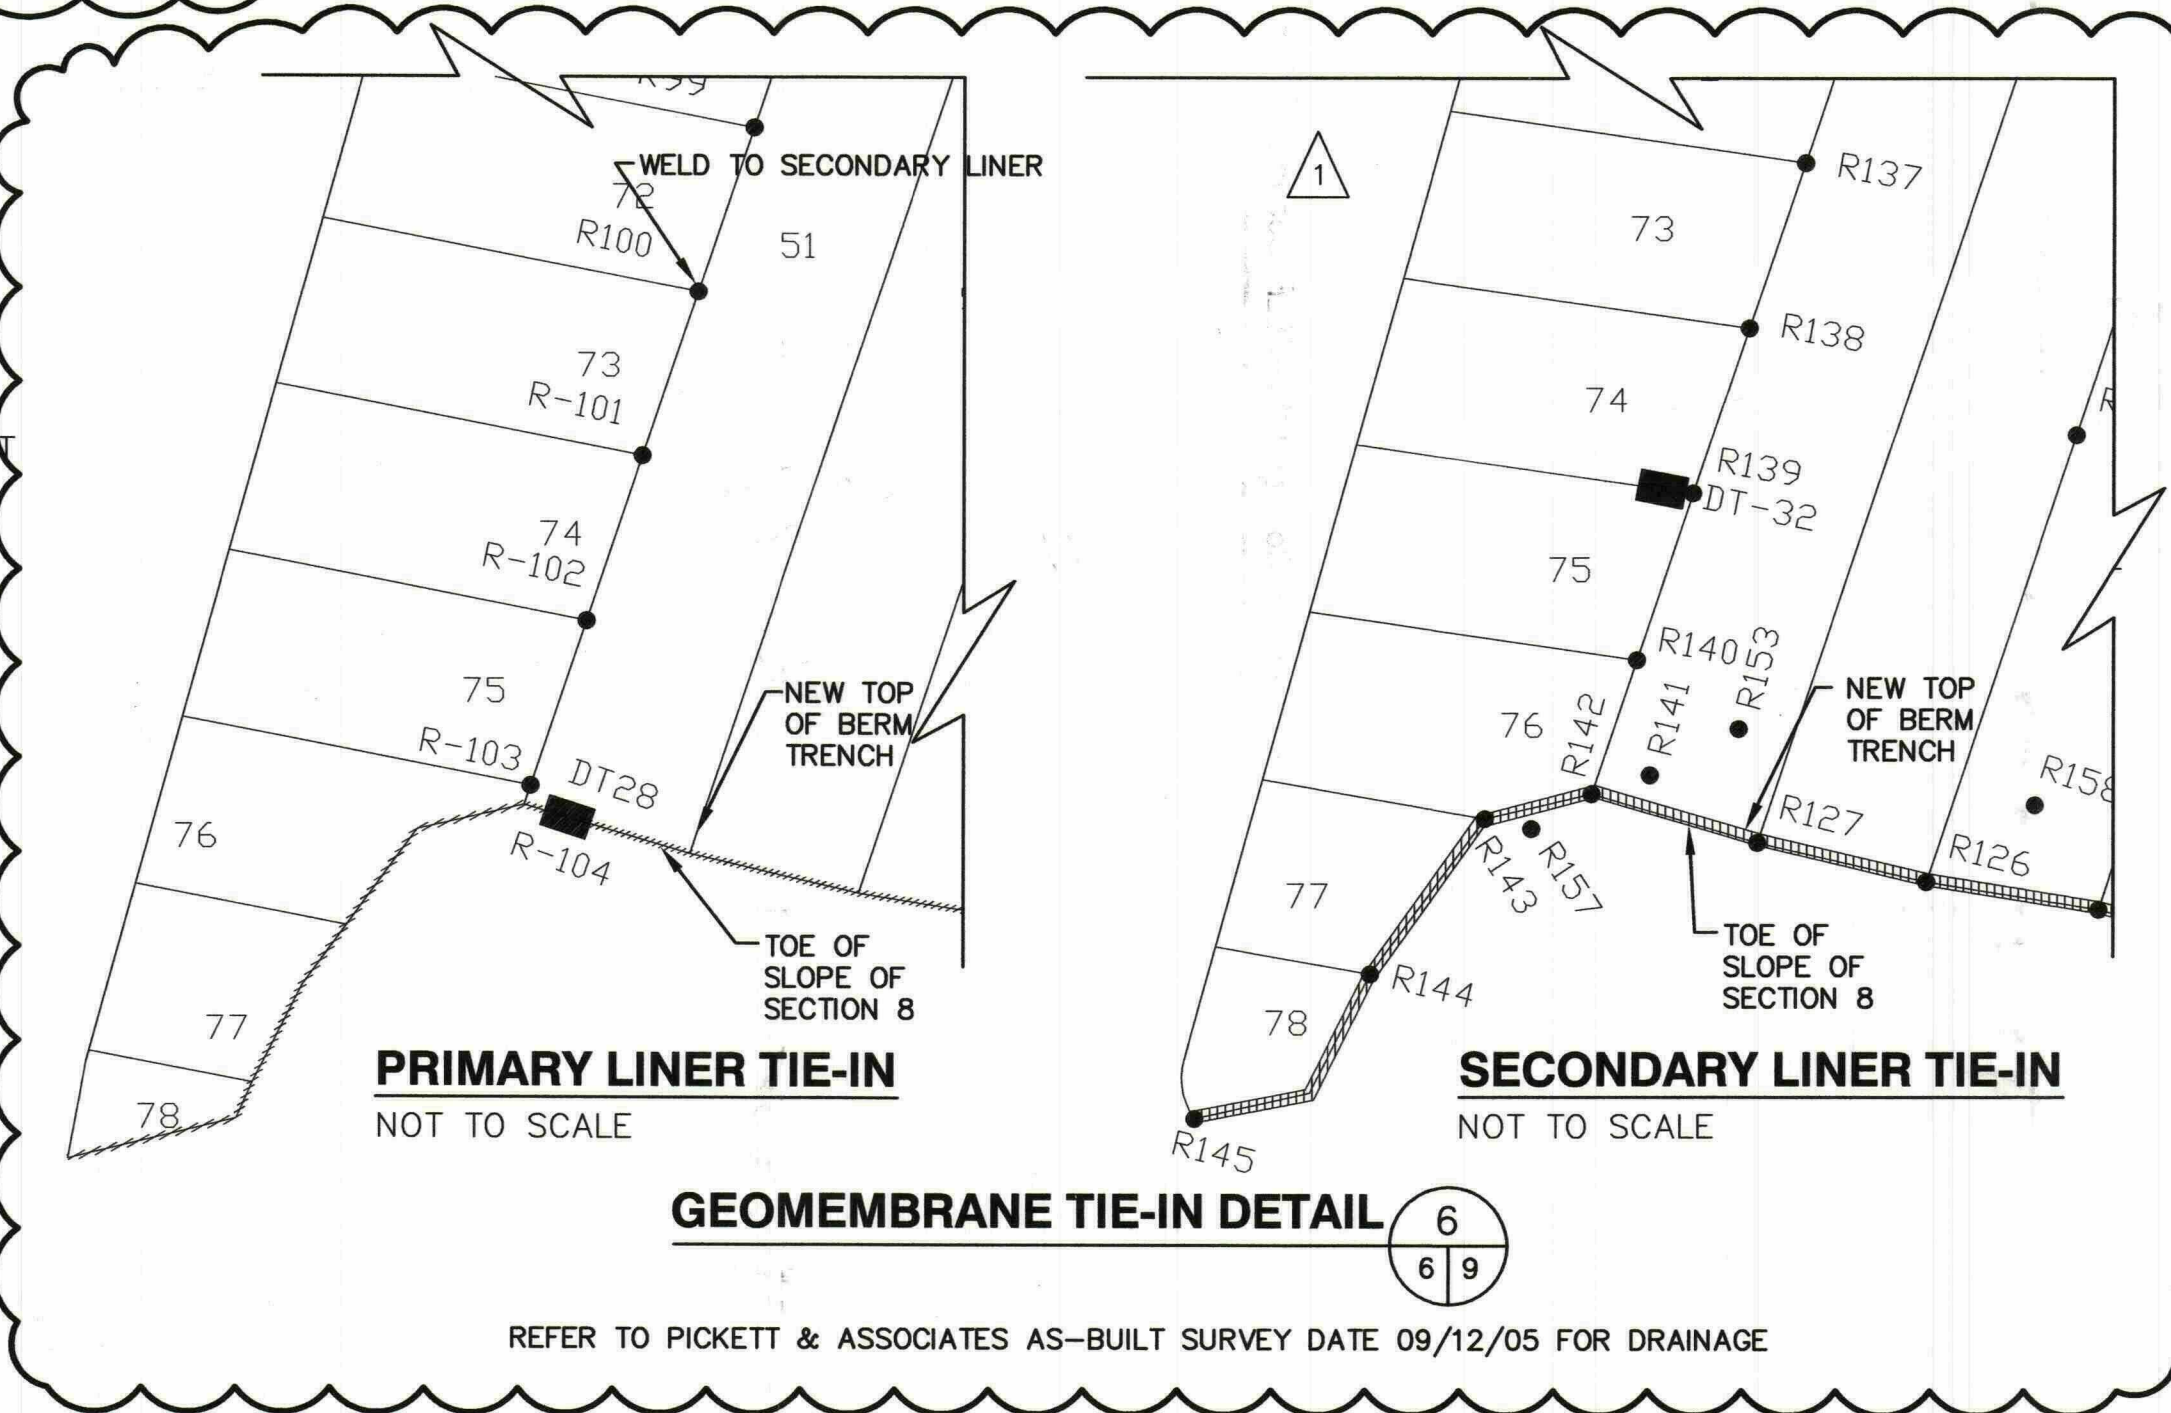 R99
WELD TO SECONDARY LINER
72
R100
51
73
R-101
74
R-102
75
R-103
DT28
R-104
76
77
78
NEW TOP
OF BERM
TRENCH
TOE OF
SLOPE OF
SECTION 8
PRIMARY LINER TIE-IN
NOT TO SCALE
1
R137
73
R138
74
R139
DT-32
75
R140
R153
R141
R142
76
NEW TOP
OF BERM
TRENCH
R158
R127
R126
R143
R157
77
R144
78
TOE OF
SLOPE OF
SECTION 8
R145
SECONDARY LINER TIE-IN
NOT TO SCALE
GEOMEMBRANE TIE-IN DETAIL
6
6 9
REFER TO PICKETT & ASSOCIATES AS-BUILT SURVEY DATE 09/12/05 FOR DRAINAGE